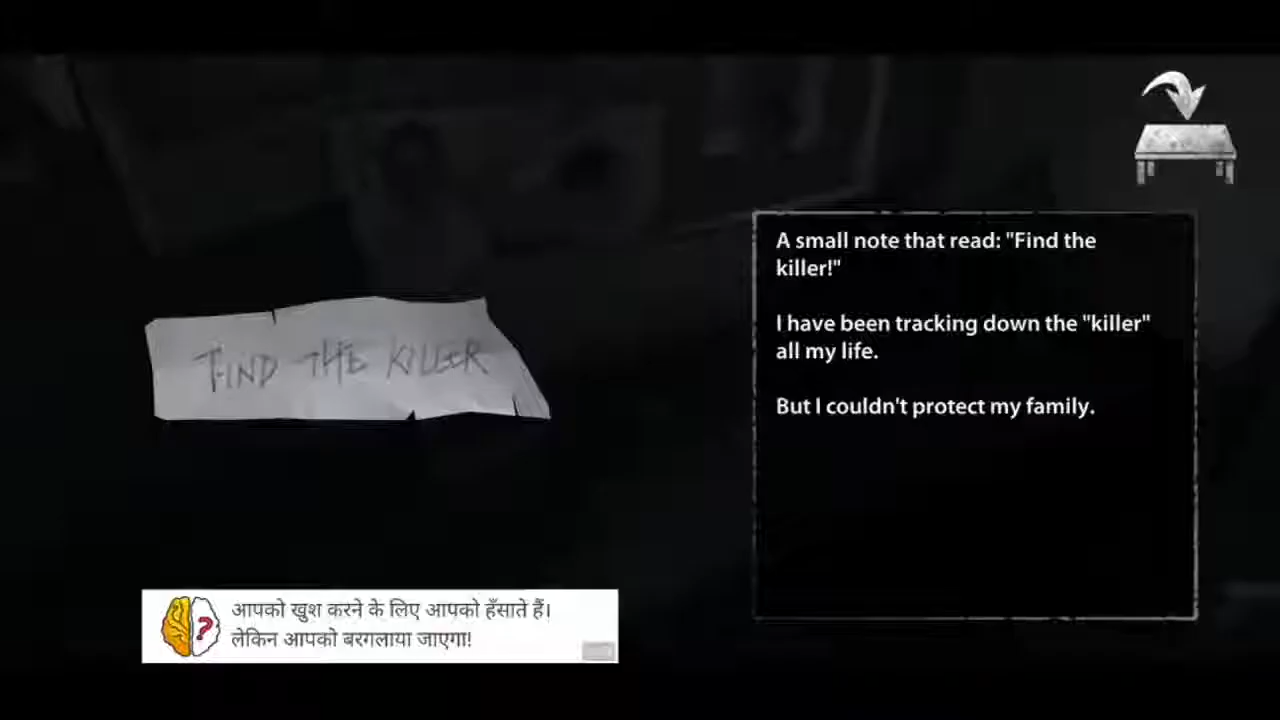 FIND THE KILLER
A small note that read: "Find the
killer!"
I have been tracking down the "killer"
all my life.
But I couldn't protect my family.
आपको खुश करने के लिए आपको हँसाते हैं।
लेकिन आपको बरगलाया जाएगा!